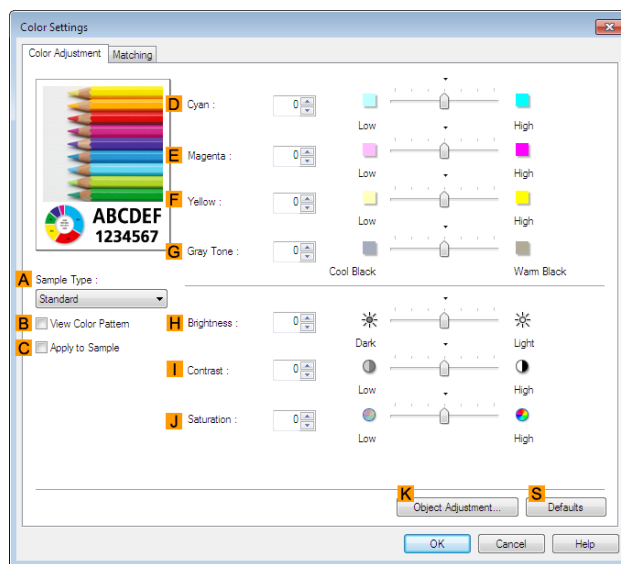 Color Settings
Color Adjustment Matching
D Cyan : 0
Low High
E Magenta : 0
Low High
F Yellow : 0
Low High
ABCDEF
1234567
G Gray Tone : 0
Cool Black Warm Black
A Sample Type :
Standard
B View Color Pattern
C Apply to Sample
H Brightness : 0
Dark Light
I Contrast : 0
Low High
J Saturation : 0
Low High
K Object Adjustment...
S Defaults
OK Cancel Help